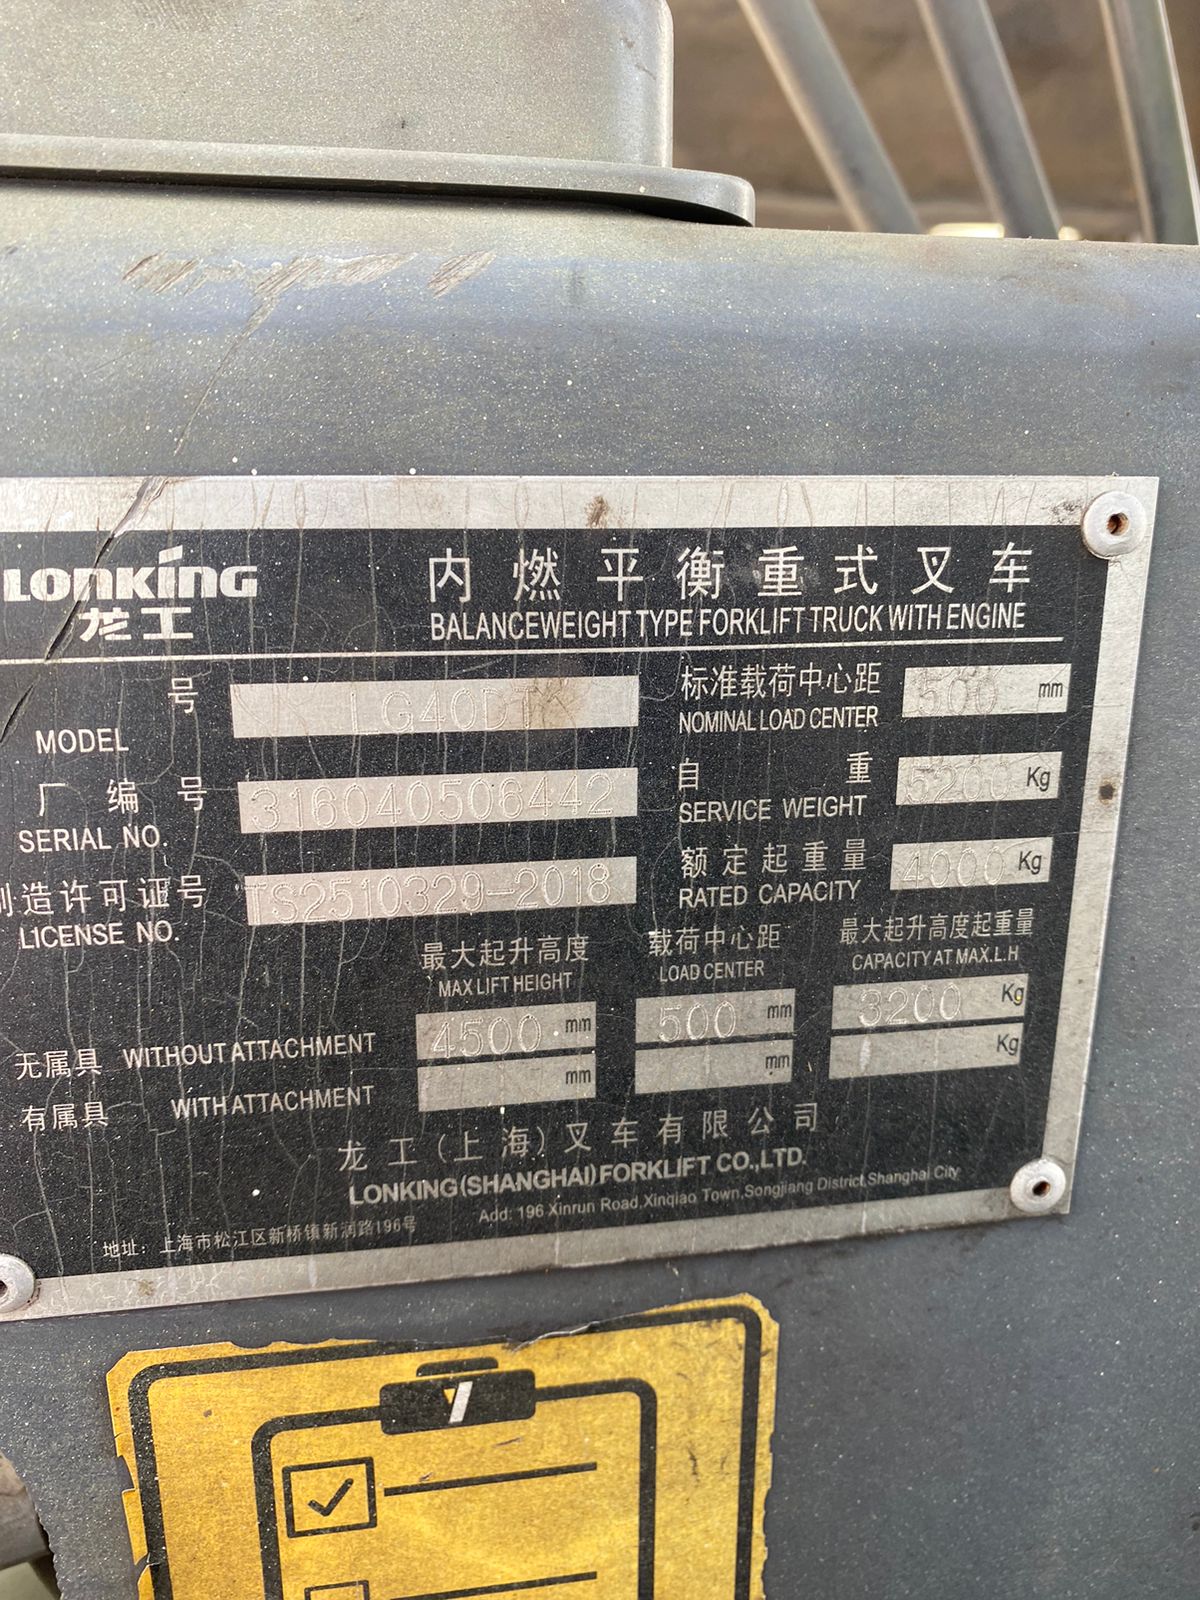 LONKING
龙工
内燃平衡重式叉车
BALANCEWEIGHT TYPE FORKLIFT TRUCK WITH ENGINE
号
MODEL
LG40DT
标准载荷中心距
NOMINAL LOAD CENTER
500 mm
厂编号
SERIAL NO.
316040506442
自重
SERVICE WEIGHT
5200 Kg
制造许可证号
LICENSE NO.
TS2510329-2018
额定起重量
RATED CAPACITY
4000 Kg
最大起升高度
MAX LIFT HEIGHT
载荷中心距
LOAD CENTER
最大起升高度起重量
CAPACITY AT MAX.L.H
无属具 WITHOUT ATTACHMENT 4500 mm 500 mm 3200 Kg
有属具 WITH ATTACHMENT mm mm Kg
龙工(上海)叉车有限公司
LONKING(SHANGHAI)FORKLIFT CO.,LTD.
地址: 上海市松江区新桥镇新润路196号
Add: 196 Xinrun Road,Xinqiao Town,Songjiang District,Shanghai City